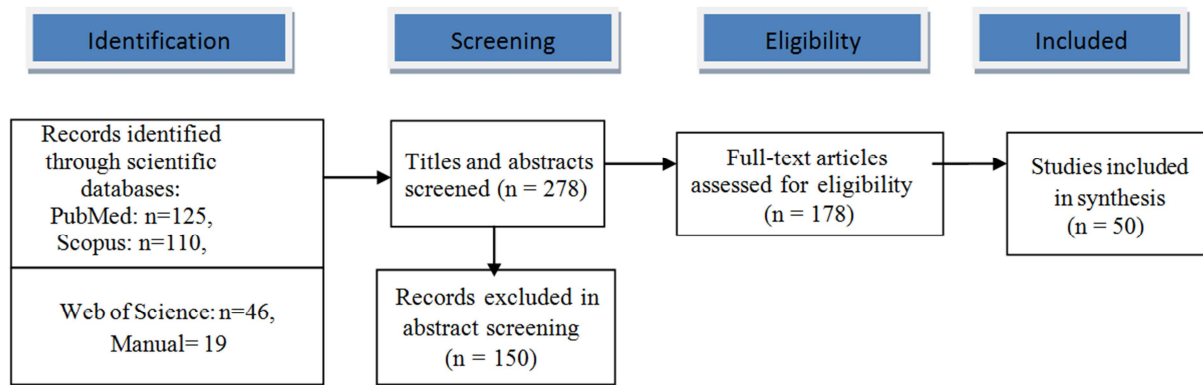 Identification
Screening
Eligibility
Included
Records identified
through scientific
databases:
PubMed: n=125,
Scopus: n=110,
Web of Science: n=46,
Manual= 19
Titles and abstracts
screened (n = 278)
Records excluded in
abstract screening
(n = 150)
Full-text articles
assessed for eligibility
(n = 178)
Studies included
in synthesis
(n = 50)